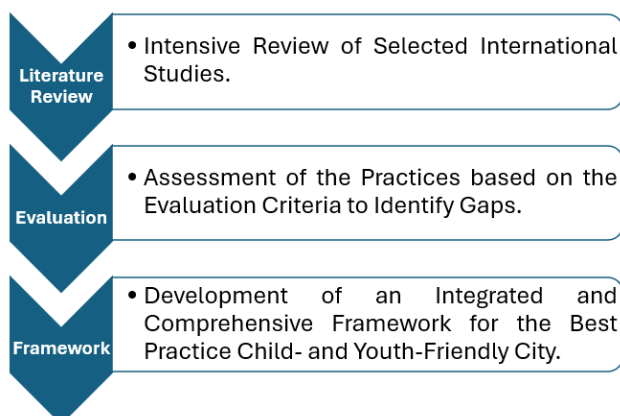 Literature
Review
• Intensive Review of Selected International
Studies.
Evaluation
• Assessment of the Practices based on the
Evaluation Criteria to Identify Gaps.
Framework
• Development of an Integrated and
Comprehensive Framework for the Best
Practice Child- and Youth-Friendly City.